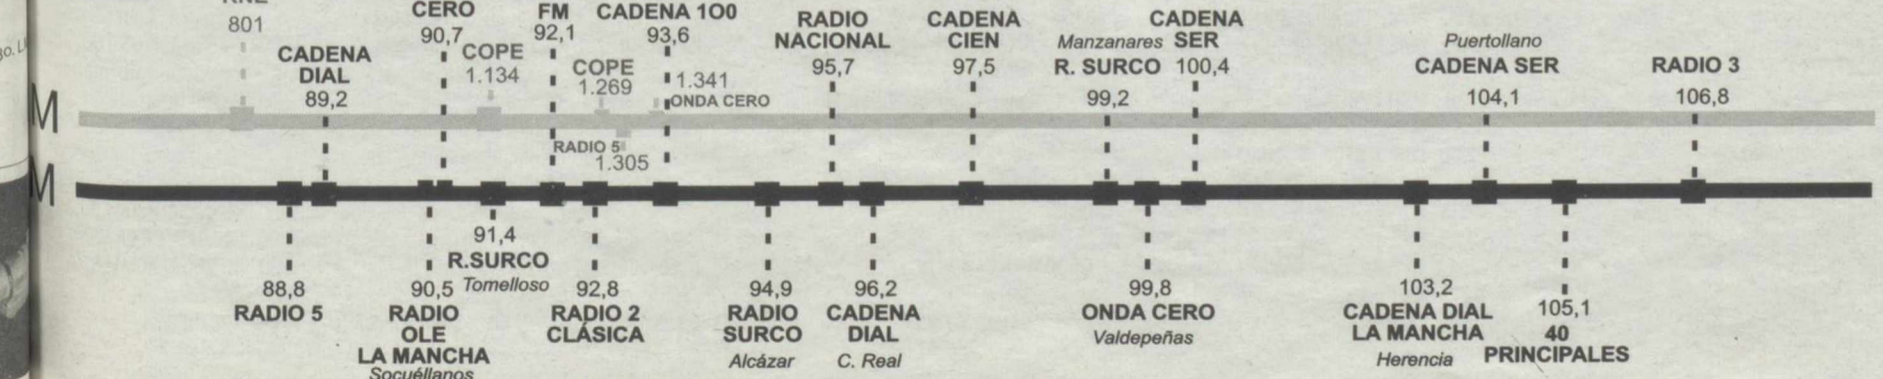 801
CADENA
DIAL
89,2
CERO
90,7
COPE
1.134
FM
92,1
COPE
1.269
CADENA 100
93,6
1.341
ONDA CERO
RADIO
NACIONAL
95,7
CADENA
CIEN
97,5
Manzanares
R. SURCO
99,2
CADENA
SER
100,4
Puertollano
CADENA SER
104,1
RADIO 3
106,8
M
RADIO 5
1.305
M
88,8
RADIO 5
90,5
RADIO
OLE
LA MANCHA
Socuéllanos
91,4
R.SURCO
Tomelloso
92,8
RADIO 2
CLÁSICA
94,9
RADIO
SURCO
Alcázar
96,2
CADENA
DIAL
C. Real
99,8
ONDA CERO
Valdepeñas
103,2
CADENA DIAL
LA MANCHA
Herencia
105,1
40
PRINCIPALES